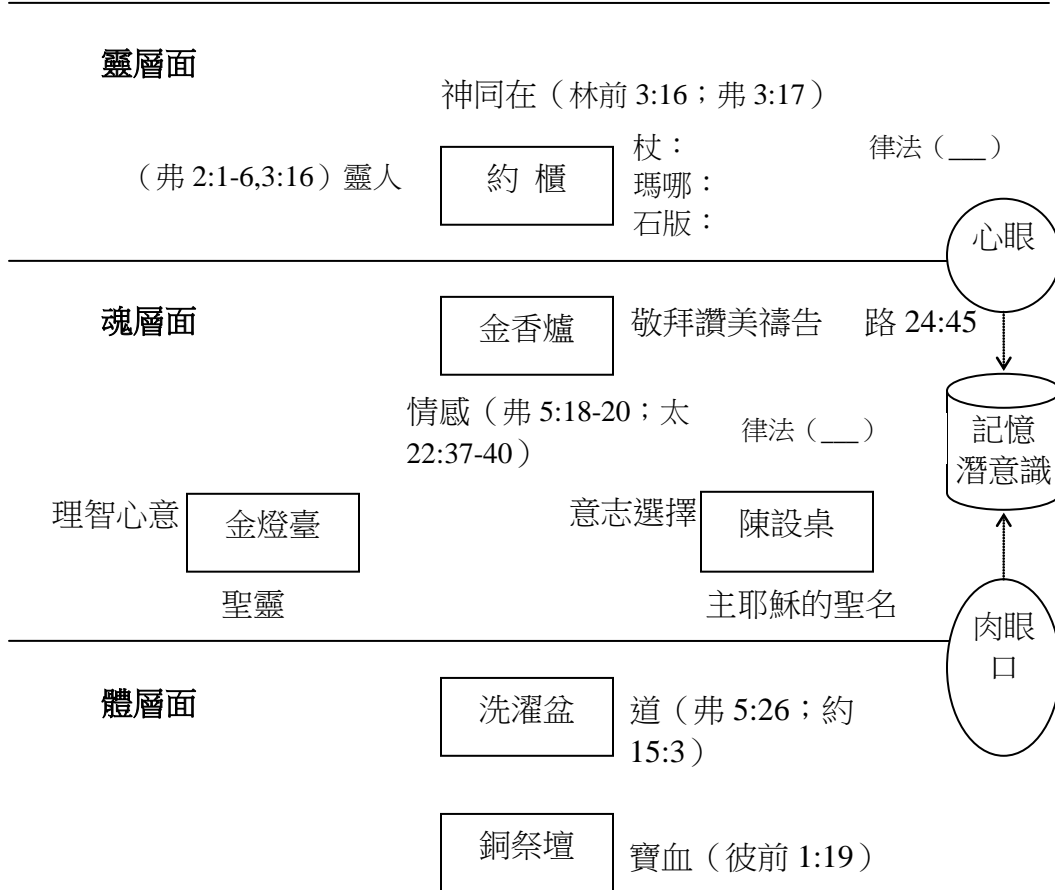 靈層面
神同在（林前 3:16；弗 3:17）
（弗 2:1-6,3:16）靈人
約 櫃
杖：
瑪哪：
石版：
律法（__）
心眼
魂層面
金香爐
敬拜讚美禱告 路 24:45
情感（弗 5:18-20；太
22:37-40）
律法（__）
記憶
潛意識
理智心意
金燈臺
意志選擇
陳設桌
聖靈
主耶穌的聖名
肉眼
口
體層面
洗濯盆
道（弗 5:26；約
15:3）
銅祭壇
寶血（彼前 1:19）